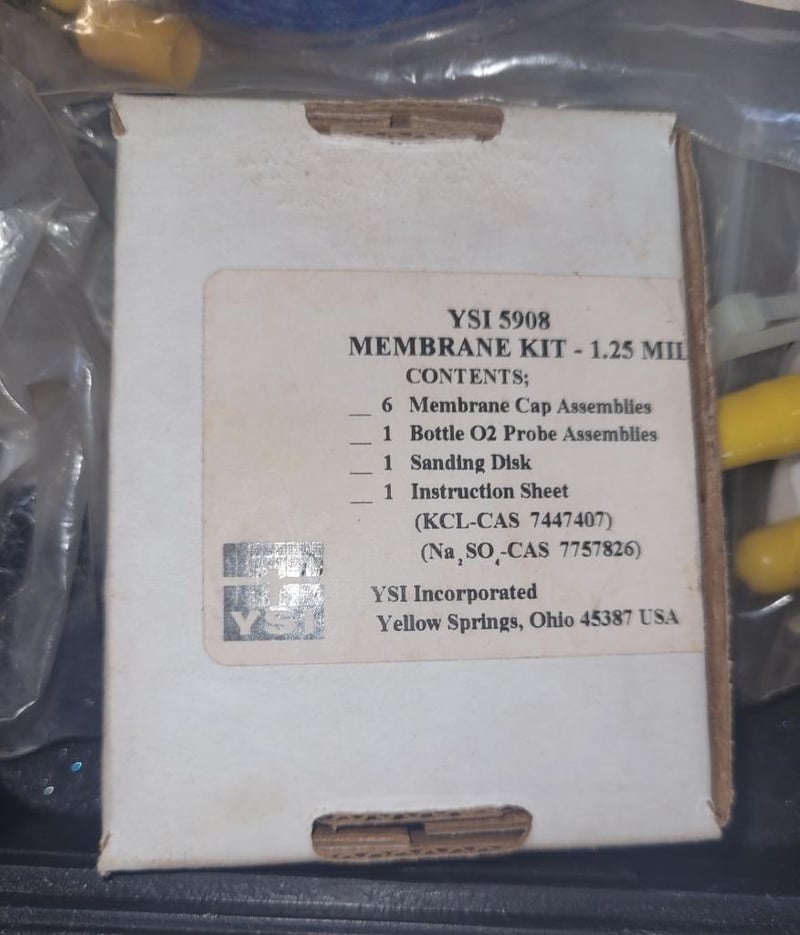 YSI 5908
MEMBRANE KIT - 1.25 MIL
CONTENTS;
__ 6 Membrane Cap Assemblies
__ 1 Bottle O2 Probe Assemblies
__ 1 Sanding Disk
__ 1 Instruction Sheet
(KCL-CAS 7447407)
(Na₂SO₄-CAS 7757826)
YSI
YSI Incorporated
Yellow Springs, Ohio 45387 USA